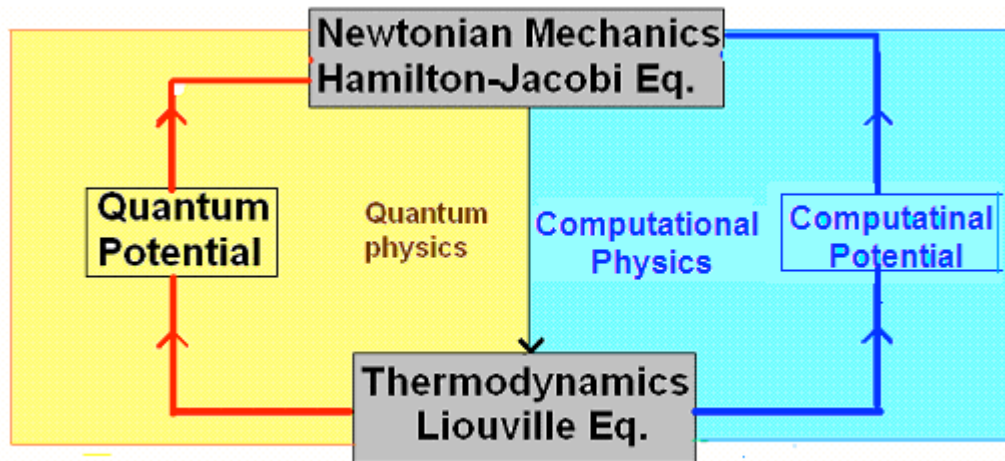 Newtonian Mechanics
Hamilton-Jacobi Eq.
Quantum
Potential
Quantum
physics
Computational
Physics
Computatinal
Potential
Thermodynamics
Liouville Eq.